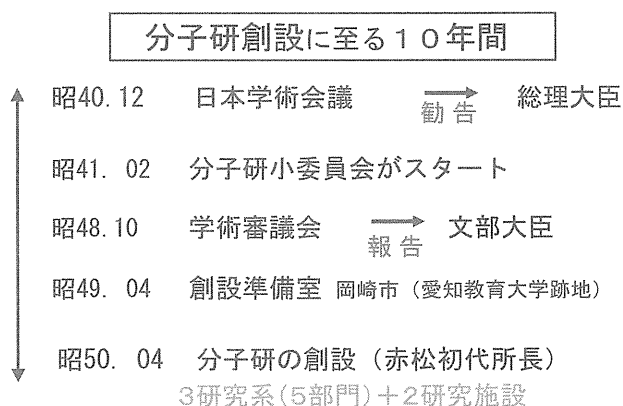 分子研創設に至る１０年間
昭40.12 日本学術会議 勧告 総理大臣
昭41. 02 分子研小委員会がスタート
昭48.10 学術審議会 報告 文部大臣
昭49. 04 創設準備室 岡崎市（愛知教育大学跡地）
昭50. 04 分子研の創設（赤松初代所長）
3研究系(5部門)＋2研究施設